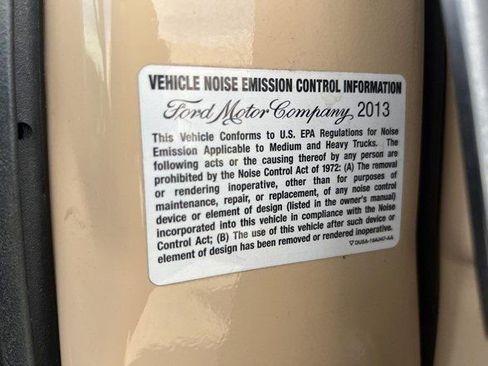 VEHICLE NOISE EMISSION CONTROL INFORMATION
Ford Motor Company 2013
This Vehicle Conforms to U.S. EPA Regulations for Noise
Emission Applicable to Medium and Heavy Trucks. The
following acts or the causing thereof by any person are
prohibited by the Noise Control Act of 1972: (A) The removal
or rendering inoperative, other than for purposes of
maintenance, repair, or replacement, of any noise control
device or element of design (listed in the owner's manual)
incorporated into this vehicle in compliance with the Noise
Control Act; (B) The use of this vehicle after such device or
element of design has been removed or rendered inoperative.